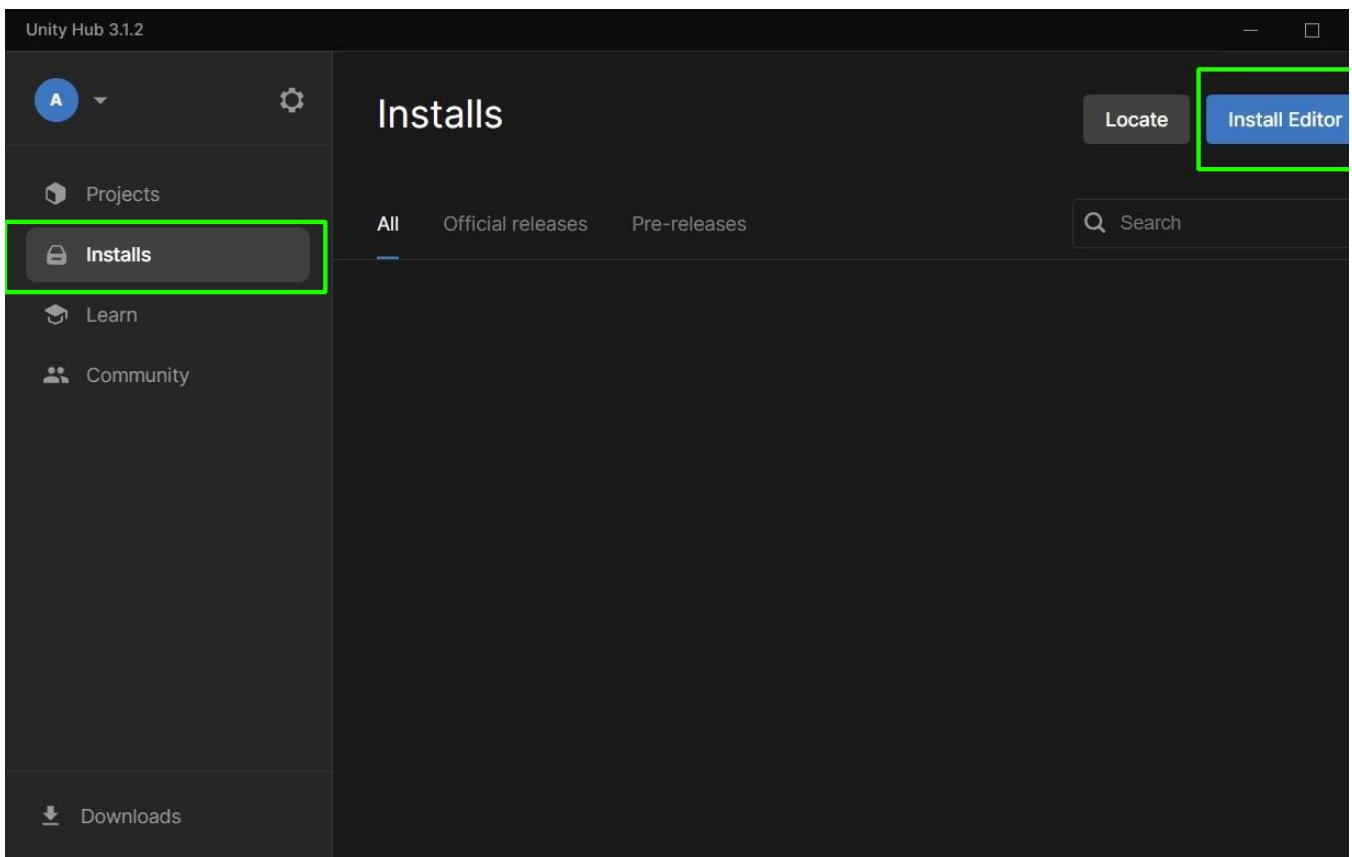 Unity Hub 3.1.2
A
Installs
Locate
Install Editor
Projects
All
Official releases
Pre-releases
Search
Installs
Learn
Community
Downloads